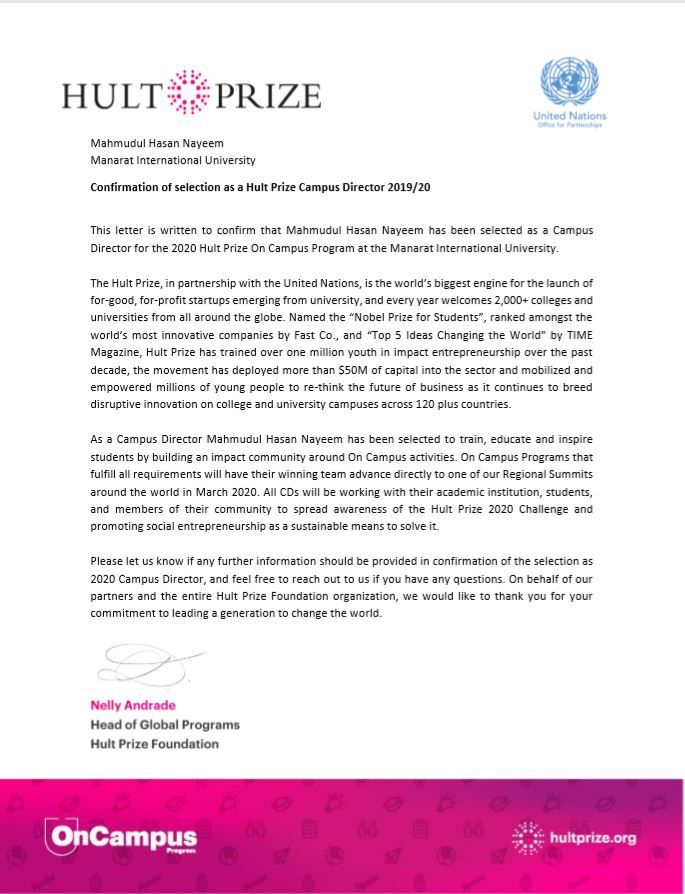 HULT PRIZE
United Nations
Office for Partnerships
Mahmudul Hasan Nayeem
Manarat International University
Confirmation of selection as a Hult Prize Campus Director 2019/20
This letter is written to confirm that Mahmudul Hasan Nayeem has been selected as a Campus
Director for the 2020 Hult Prize On Campus Program at the Manarat International University.
The Hult Prize, in partnership with the United Nations, is the world's biggest engine for the launch of
for-good, for-profit startups emerging from university, and every year welcomes 2,000+ colleges and
universities from all around the globe. Named the “Nobel Prize for Students”, ranked amongst the
world's most innovative companies by Fast Co., and “Top 5 Ideas Changing the World” by TIME
Magazine, Hult Prize has trained over one million youth in impact entrepreneurship over the past
decade, the movement has deployed more than $50M of capital into the sector and mobilized and
empowered millions of young people to re-think the future of business as it continues to breed
disruptive innovation on college and university campuses across 120 plus countries.
As a Campus Director Mahmudul Hasan Nayeem has been selected to train, educate and inspire
students by building an impact community around On Campus activities. On Campus Programs that
fulfill all requirements will have their winning team advance directly to one of our Regional Summits
around the world in March 2020. All CDs will be working with their academic institution, students,
and members of their community to spread awareness of the Hult Prize 2020 Challenge and
promoting social entrepreneurship as a sustainable means to solve it.
Please let us know if any further information should be provided in confirmation of the selection as
2020 Campus Director, and feel free to reach out to us if you have any questions. On behalf of our
partners and the entire Hult Prize Foundation organization, we would like to thank you for your
commitment to leading a generation to change the world.
Nelly Andrade
Head of Global Programs
Hult Prize Foundation
OnCampus
Program
hultprize.org